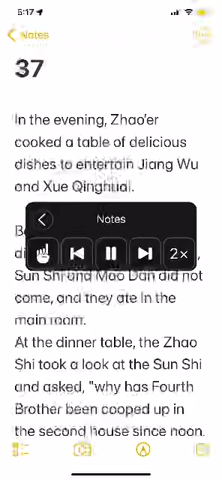 5:17
Notes
37
In the evening, Zhao'er
cooked a table of delicious
dishes to entertain Jiang Wu
and Xue Qinghuai.
Notes
2×
Sun Shi and Mao Dan did not
come, and they ate in the
main room.
At the dinner table, the Zhao
Shi took a look at the Sun Shi
and asked, "why has Fourth
Brother been cooped up in
the second house since noon.